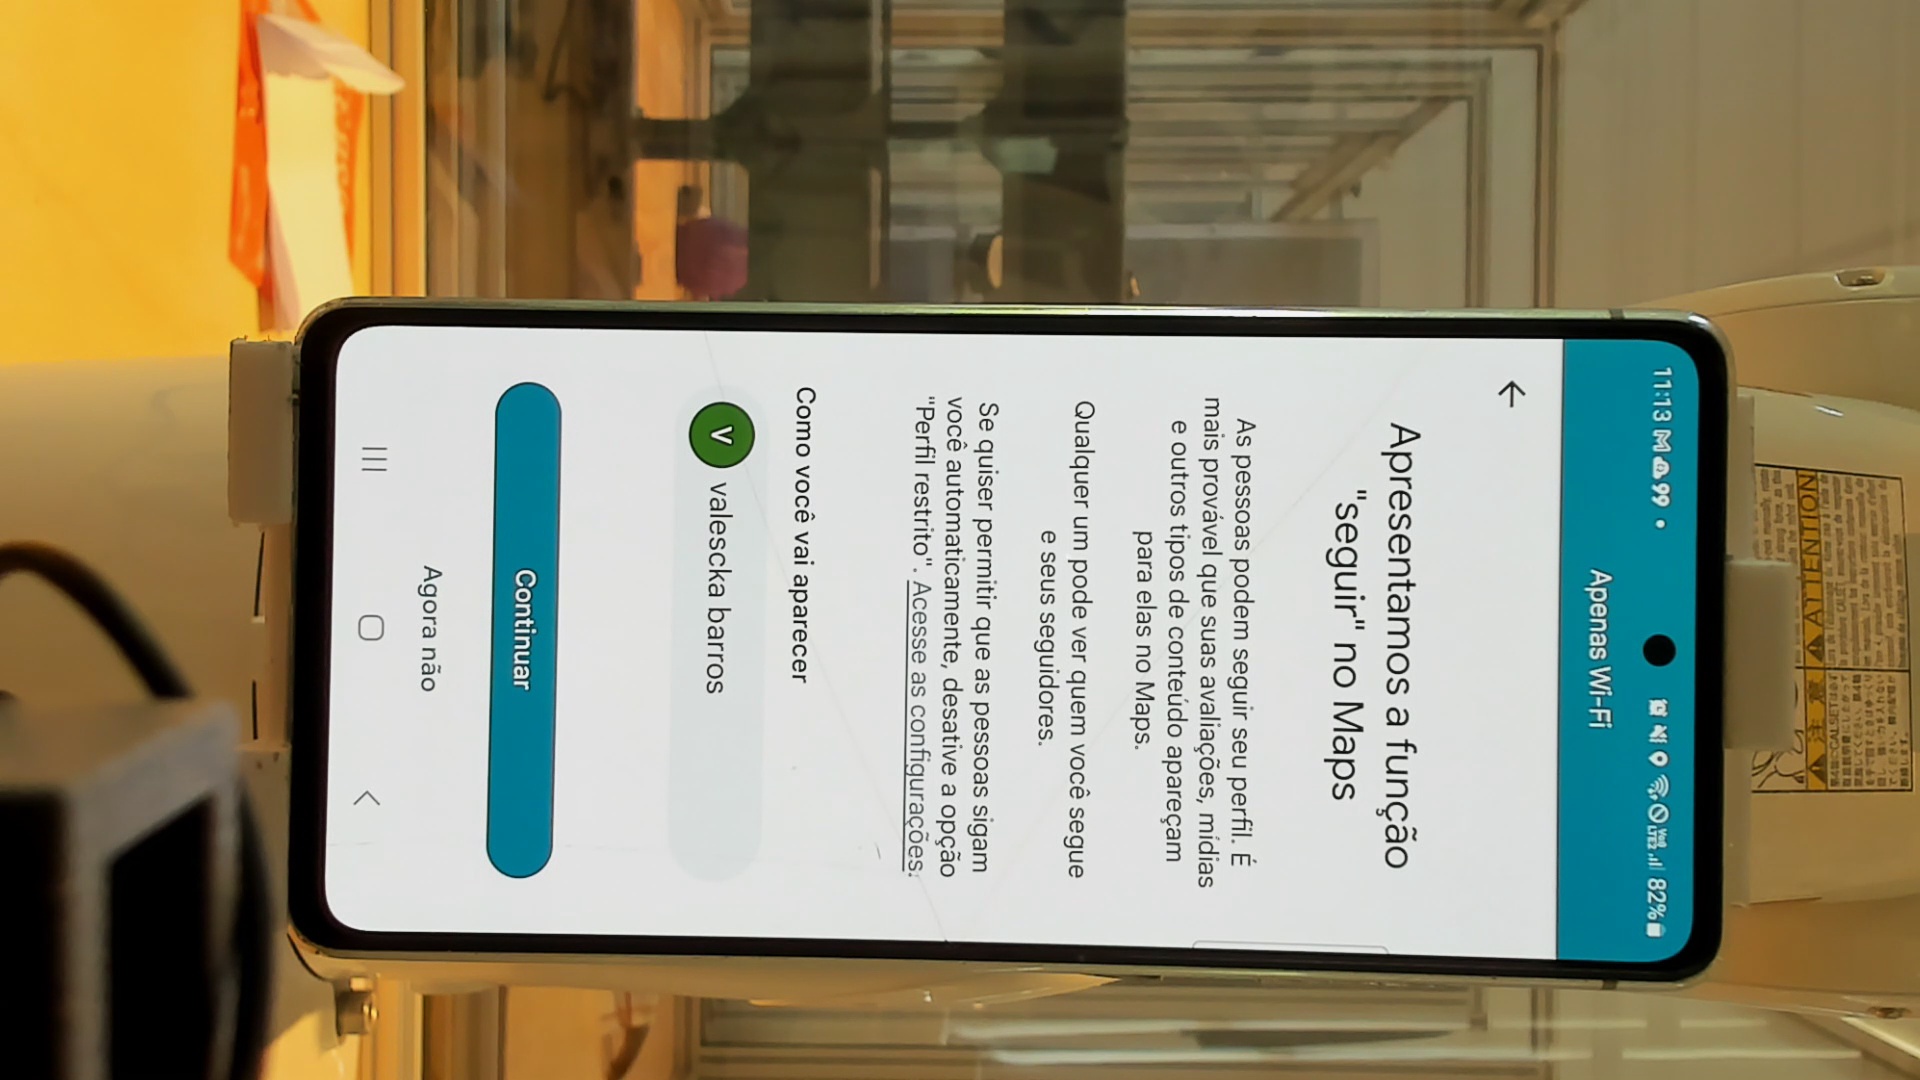 11:13 99
82%
Apenas Wi-Fi
Apresentamos a função
"seguir" no Maps
As pessoas podem seguir seu perfil. É
mais provável que suas avaliações, mídias
e outros tipos de conteúdo apareçam
para elas no Maps.
Qualquer um pode ver quem você segue
e seus seguidores.
Se quiser permitir que as pessoas sigam
você automaticamente, desative a opção
"Perfil restrito". Acesse as configurações.
Como você vai aparecer
V valescka barros
Continuar
Agora não
ATTENTION